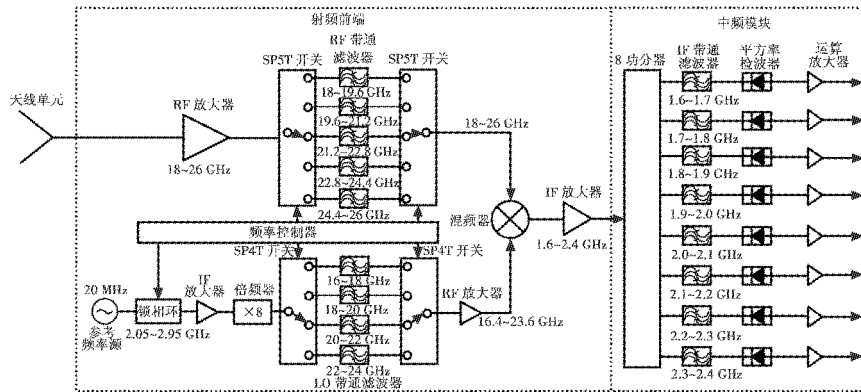 射频前端
中频模块
天线单元
RF 放大器
18~26 GHz
SP5T 开关
RF 带通
滤波器
SP5T 开关
18~19.6 GHz
19.6~21.2 GHz
21.2~22.8 GHz
22.8~24.4 GHz
24.4~26 GHz
18~26 GHz
混频器
IF 放大器
1.6~2.4 GHz
频率控制器
SP4T 开关
SP4T 开关
20 MHz
参考
频率源
锁相环
2.05~2.95 GHz
IF
放大器
倍频器
×8
16~18 GHz
18~20 GHz
20~22 GHz
22~24 GHz
LO 带通滤波器
RF 放大器
16.4~23.6 GHz
8 功分器
IF 带通
滤波器
平方率
检波器
运算
放大器
1.6~1.7 GHz
1.7~1.8 GHz
1.8~1.9 GHz
1.9~2.0 GHz
2.0~2.1 GHz
2.1~2.2 GHz
2.2~2.3 GHz
2.3~2.4 GHz